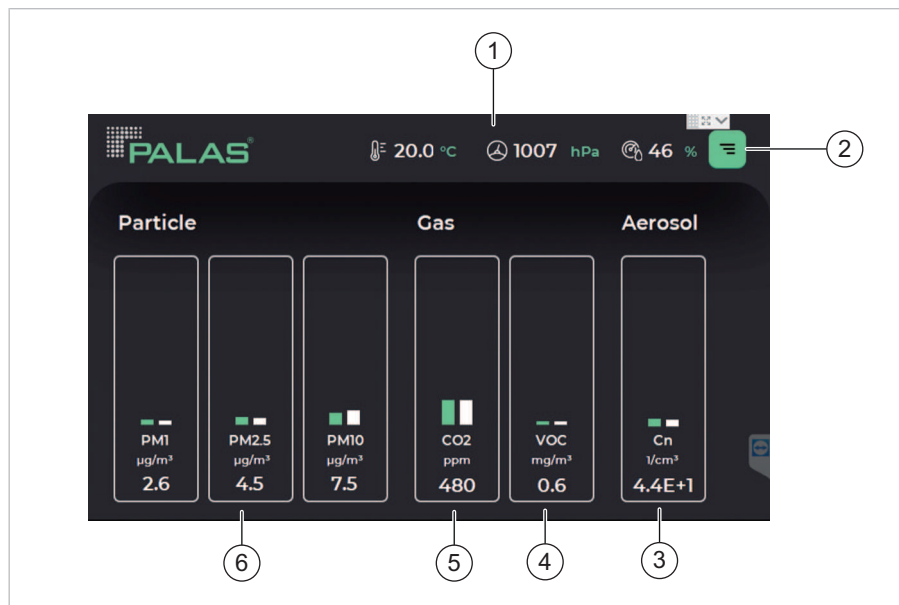 1
PALAS®
20.0 °C 1007 hPa 46 %
2
Particle Gas Aerosol
PM1 PM2.5 PM10 CO2 VOC Cn
µg/m³ µg/m³ µg/m³ ppm mg/m³ 1/cm³
2.6 4.5 7.5 480 0.6 4.4E+1
6 5 4 3